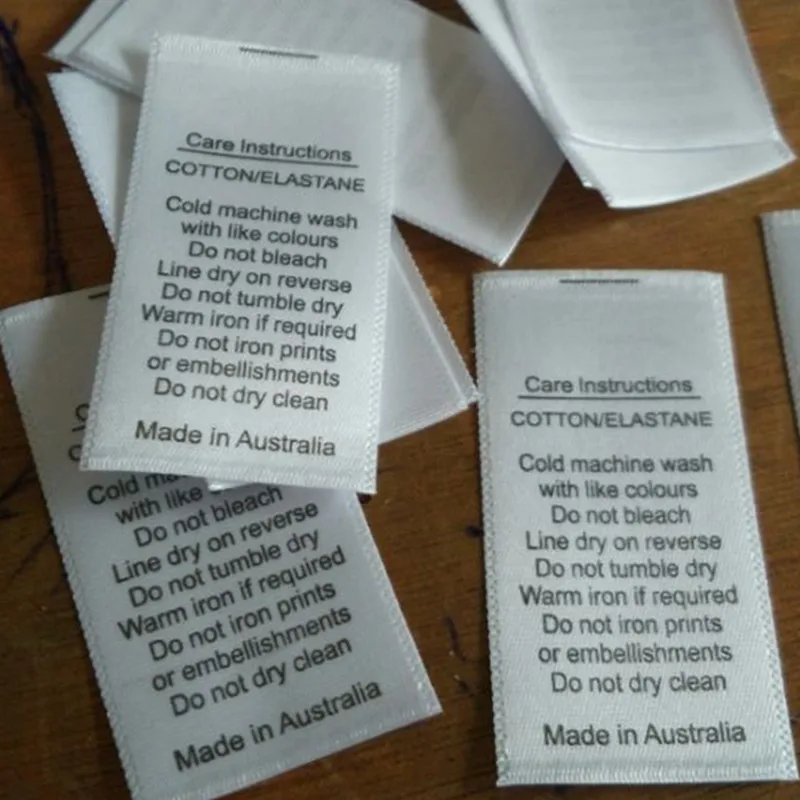 Care Instructions
COTTON/ELASTANE
Cold machine wash
with like colours
Do not bleach
Line dry on reverse
Do not tumble dry
Warm iron if required
Do not iron prints
or embellishments
Do not dry clean
Made in Australia
Cold
with like
Do not bleach
Line dry on reverse
Do not tumble dry
Warm iron if required
Do not iron prints
or embellishments
Do not dry clean
Made in Australia
Care Instructions
COTTON/ELASTANE
Cold machine wash
with like colours
Do not bleach
Line dry on reverse
Do not tumble dry
Warm iron if required
Do not iron prints
or embellishments
Do not dry clean
Made in Australia